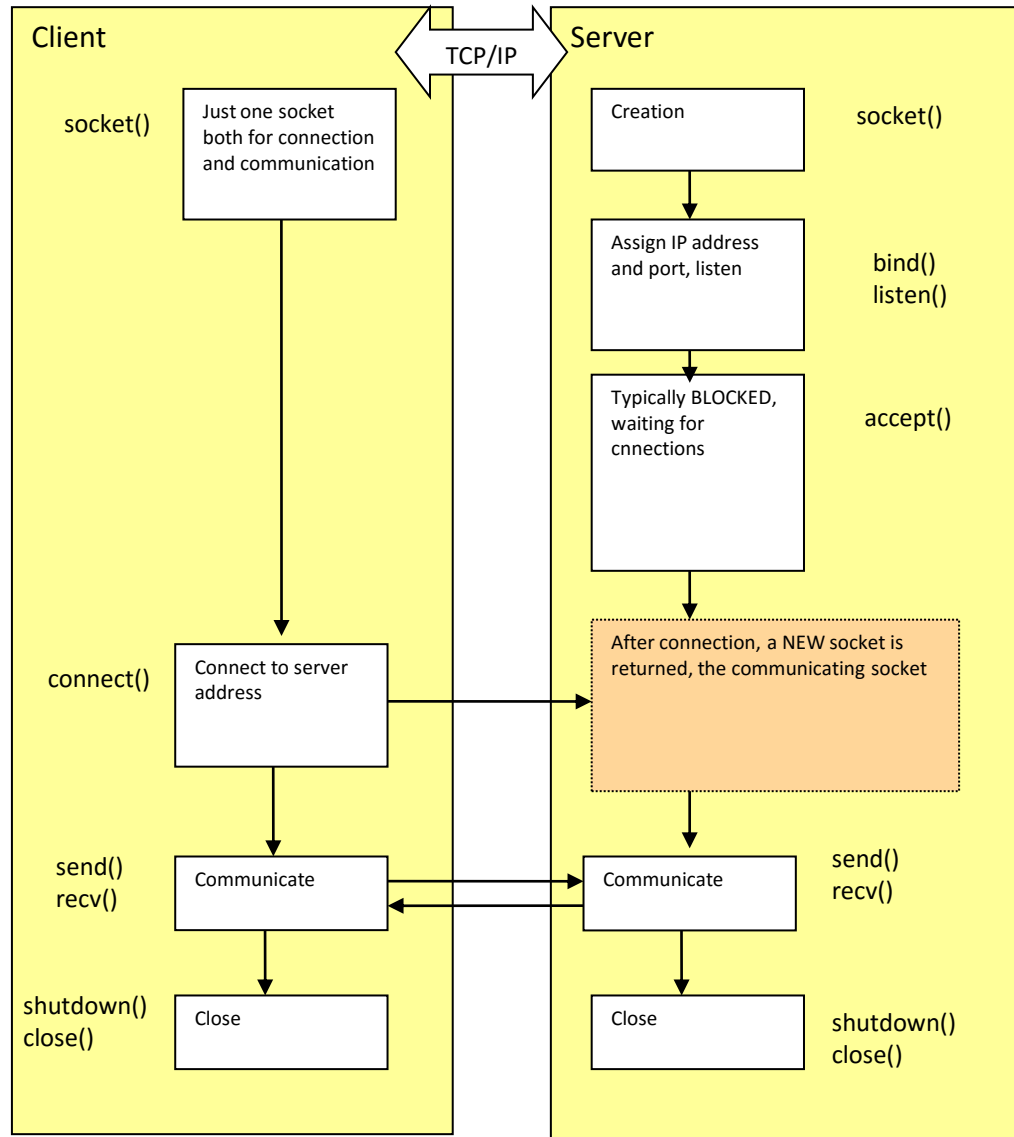 Client
TCP/IP
Server
socket()
Just one socket
both for connection
and communication
Creation
socket()
Assign IP address
and port, listen
bind()
listen()
Typically BLOCKED,
waiting for
cnnections
accept()
After connection, a NEW socket is
returned, the communicating socket
connect()
Connect to server
address
send()
recv()
Communicate
Communicate
send()
recv()
shutdown()
close()
Close
Close
shutdown()
close()